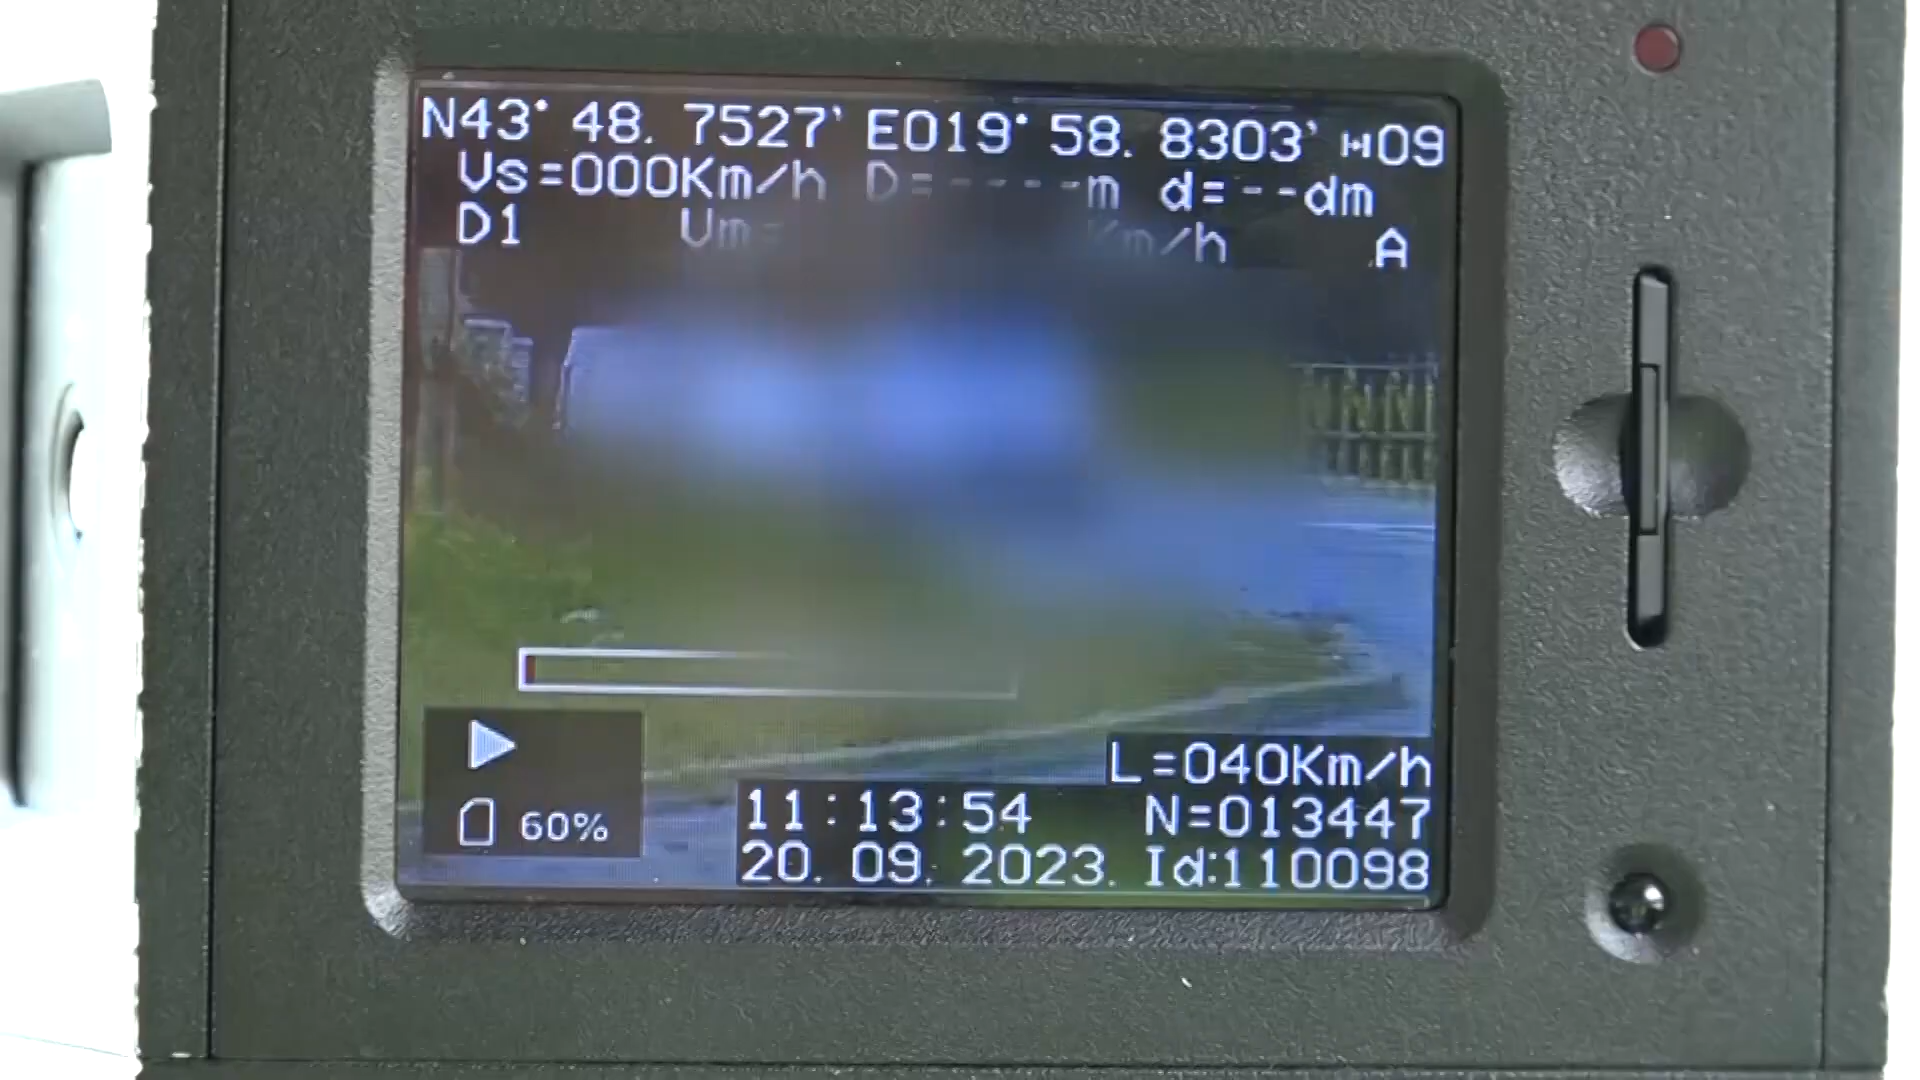 N43° 48. 7527' E019° 58. 8303' H09
Vs=000Km/h D=----m d=--dm
D1 Vm= Km/h A
60%
L=040Km/h
11:13:54 N=013447
20. 09. 2023. Id:110098